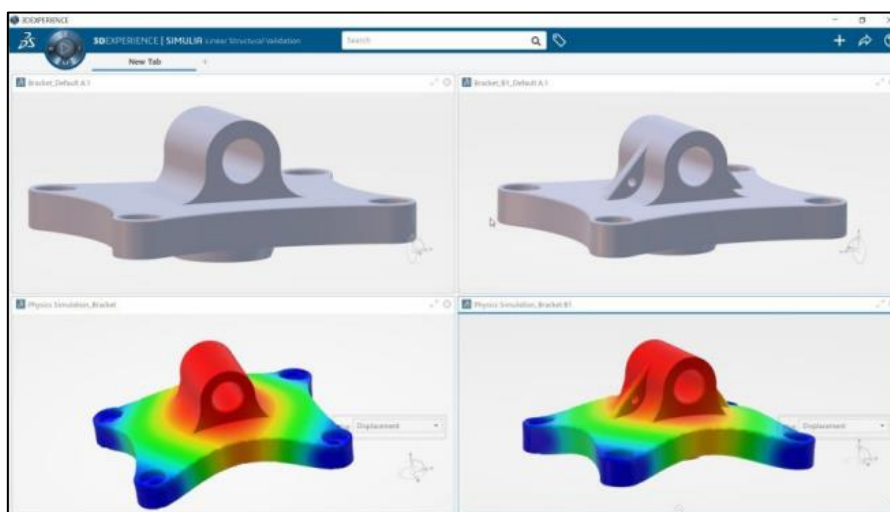 3DEXPERIENCE
3DEXPERIENCE | SIMULIA Linear Structural Validation
Search
New Tab
+
Bracket_Default A.1
Bracket_B1_Default A.1
Physics Simulation_Bracket
Physics Simulation_Bracket B1
Displacement
Displacement